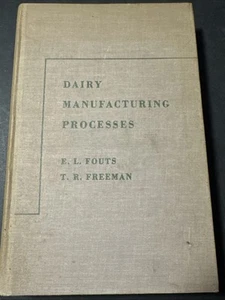 DAIRY
MANUFACTURING
PROCESSES
E. L. FOUTS
T. R. FREEMAN